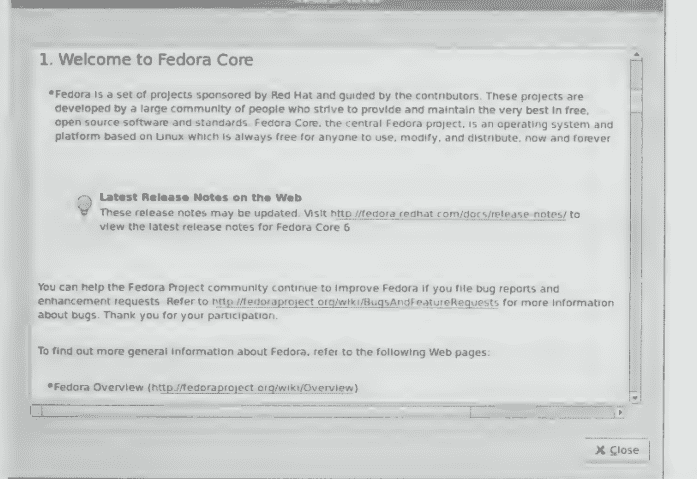 1. Welcome to Fedora Core
•Fedora is a set of projects sponsored by Red Hat and guided by the contributors. These projects are
developed by a large community of people who strive to provide and maintain the very best in free,
open source software and standards. Fedora Core, the central Fedora project, is an operating system and
platform based on Linux which is always free for anyone to use, modify, and distribute, now and forever
Latest Release Notes on the Web
These release notes may be updated. Visit http://fedora.redhat.com/docs/release-notes/ to
view the latest release notes for Fedora Core 6
You can help the Fedora Project community continue to improve Fedora if you file bug reports and
enhancement requests. Refer to http://fedoraproject.org/wiki/BugsAndFeatureRequests for more information
about bugs. Thank you for your participation.
To find out more general information about Fedora, refer to the following Web pages:
•Fedora Overview (http://fedoraproject.org/wiki/Overview)
Close